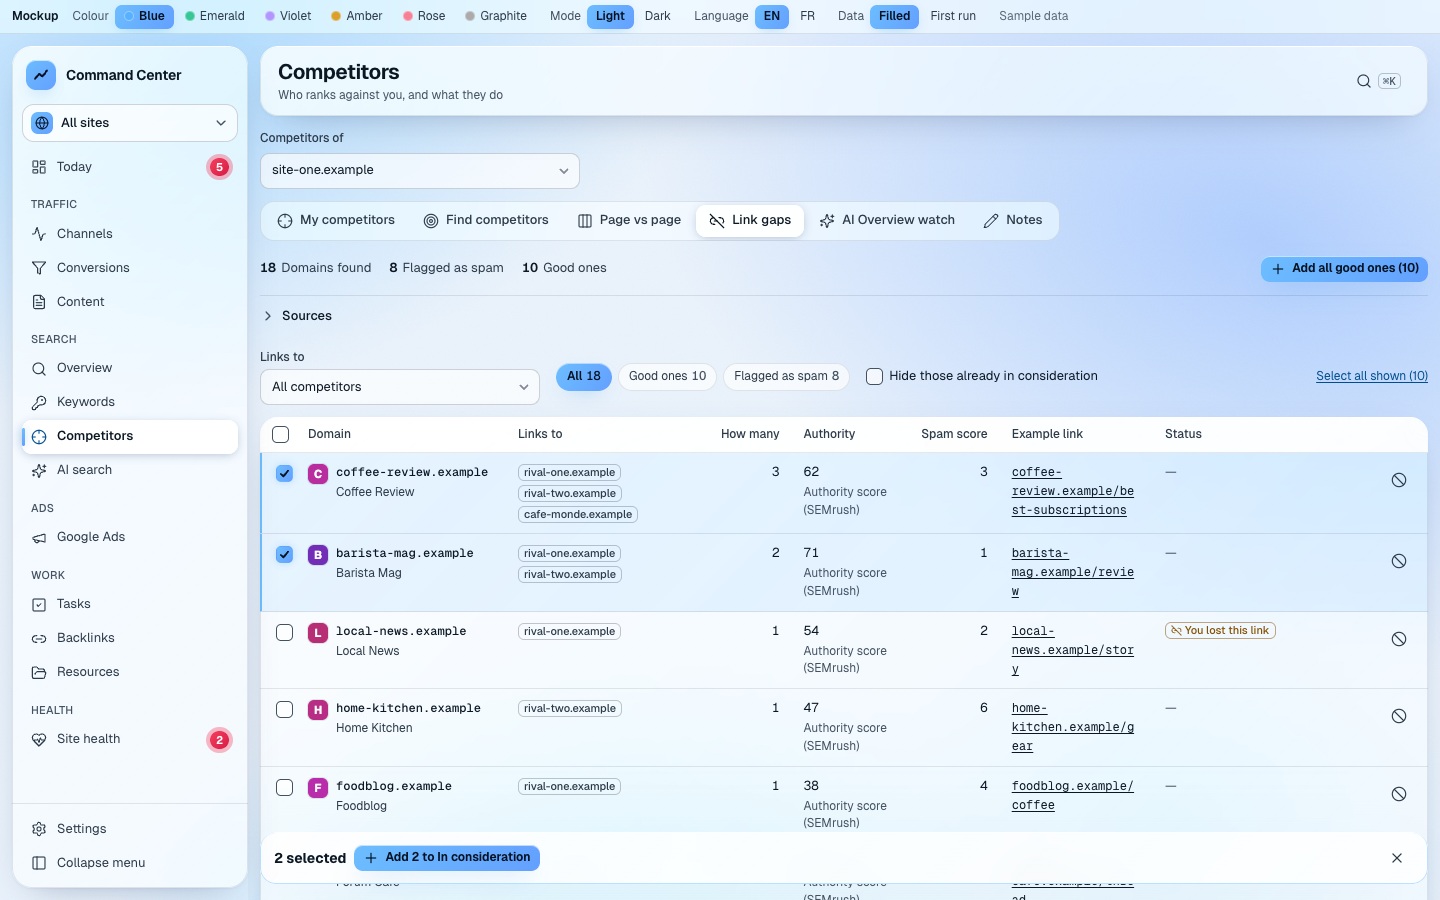 Mockup Colour Blue Emerald Violet Amber Rose Graphite Mode Light Dark Language EN FR Data Filled First run Sample data
Command Center
All sites
Today 5
TRAFFIC
Channels
Conversions
Content
SEARCH
Overview
Keywords
Competitors
AI search
ADS
Google Ads
WORK
Tasks
Backlinks
Resources
HEALTH
Site health 2
Settings
Collapse menu
Competitors
Who ranks against you, and what they do
⌘K
Competitors of
site-one.example
My competitors Find competitors Page vs page Link gaps AI Overview watch Notes
18 Domains found 8 Flagged as spam 10 Good ones
Add all good ones (10)
Sources
Links to
All competitors
All 18 Good ones 10 Flagged as spam 8 Hide those already in consideration Select all shown (10)
Domain Links to How many Authority Spam score Example link Status
C coffee-review.example rival-one.example 3 62 3 coffee- —
Coffee Review rival-two.example Authority score review.example/be
cafe-monde.example (SEMrush) st-subscriptions
B barista-mag.example rival-one.example 2 71 1 barista- —
Barista Mag rival-two.example Authority score mag.example/revie
(SEMrush) w
L local-news.example rival-one.example 1 54 2 local- You lost this link
Local News Authority score news.example/stor
(SEMrush) y
H home-kitchen.example rival-two.example 1 47 6 home- —
Home Kitchen Authority score kitchen.example/g
(SEMrush) ear
F foodblog.example rival-one.example 1 38 4 foodblog.example/ —
Foodblog Authority score coffee
(SEMrush)
2 selected Add 2 to In consideration